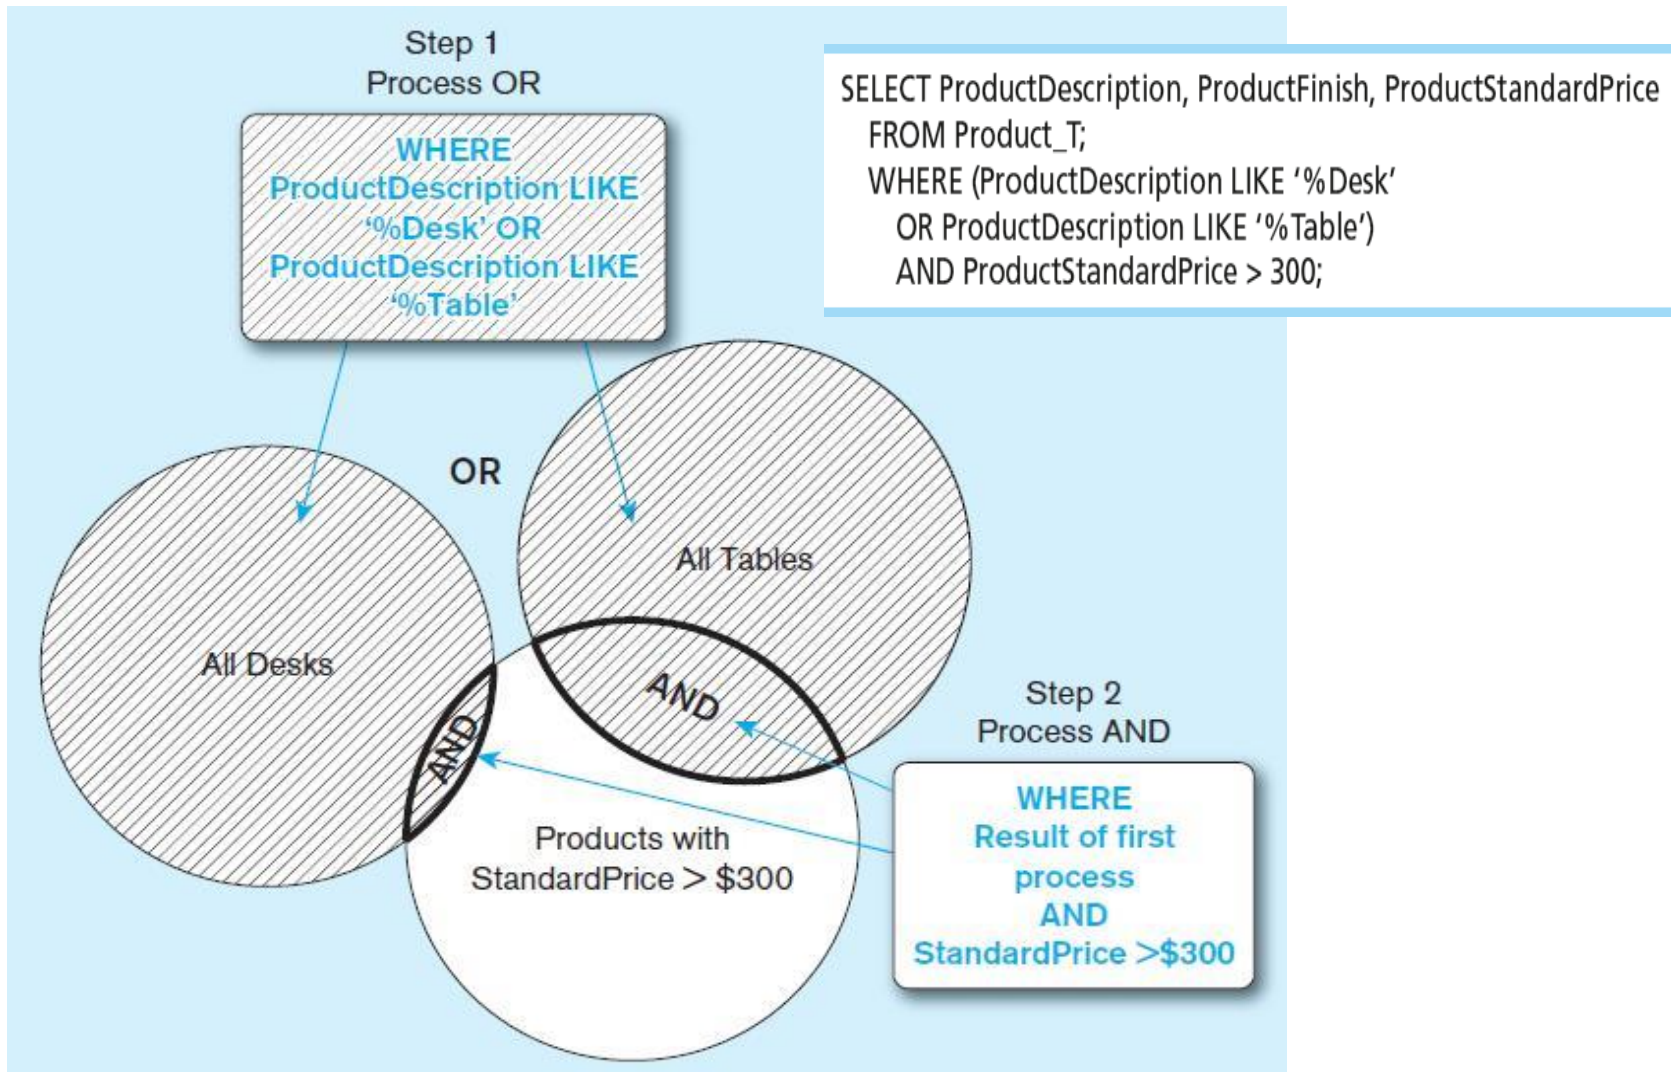 Step 1
Process OR
WHERE
ProductDescription LIKE
‘%Desk’ OR
ProductDescription LIKE
‘%Table’
SELECT ProductDescription, ProductFinish, ProductStandardPrice
FROM Product_T;
WHERE (ProductDescription LIKE ‘%Desk’
OR ProductDescription LIKE ‘%Table’)
AND ProductStandardPrice > 300;
OR
All Tables
All Desks
AND
AND
Step 2
Process AND
Products with
StandardPrice > $300
WHERE
Result of first
process
AND
StandardPrice >$300